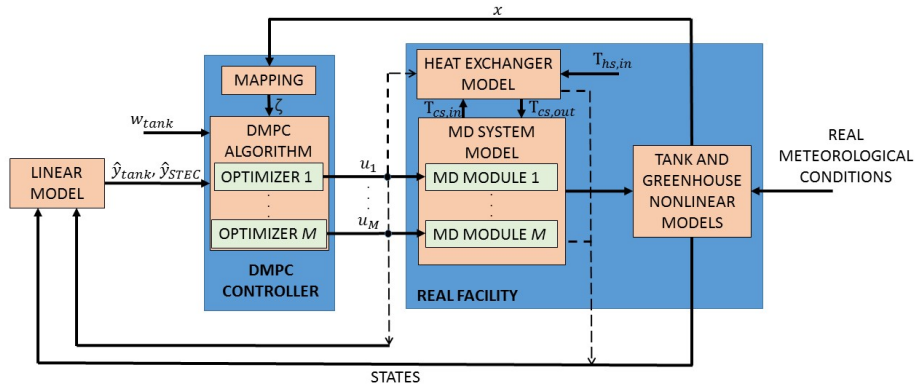 x
MAPPING
ζ
w_tank
DMPC
ALGORITHM
OPTIMIZER 1
.
.
.
OPTIMIZER M
DMPC
CONTROLLER
LINEAR
MODEL
ŷ_tank, ŷ_STEC
u_1
.
.
.
u_M
HEAT EXCHANGER
MODEL
T_hs,in
T_cs,in
T_cs,out
MD SYSTEM
MODEL
MD MODULE 1
.
.
.
MD MODULE M
REAL FACILITY
TANK AND
GREENHOUSE
NONLINEAR
MODELS
REAL
METEOROLOGICAL
CONDITIONS
STATES